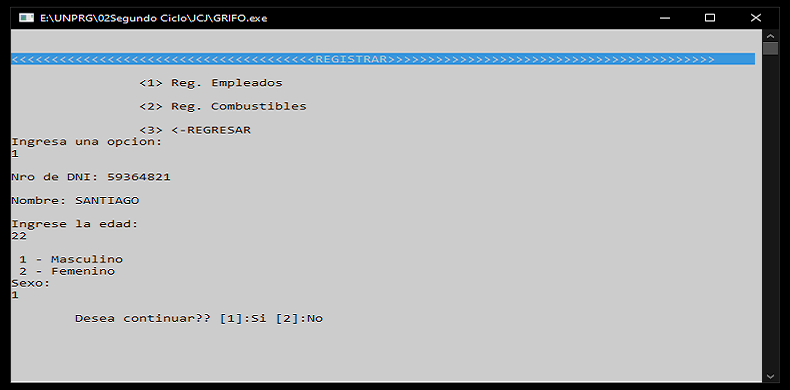 E:\UNPRG\02Segundo Ciclo\JCJ\GRIFO.exe
<<<<<<<<<<<<<<<<<<<<<<<<<<<<<<<<<<<<<<REGISTRAR>>>>>>>>>>>>>>>>>>>>>>>>>>>>>>>>>>>>>>>>>
<1> Reg. Empleados
<2> Reg. Combustibles
<3> <-REGRESAR
Ingresa una opcion:
1
Nro de DNI: 59364821
Nombre: SANTIAGO
Ingrese la edad:
22
1 - Masculino
2 - Femenino
Sexo:
1
Desea continuar?? [1]:Si [2]:No